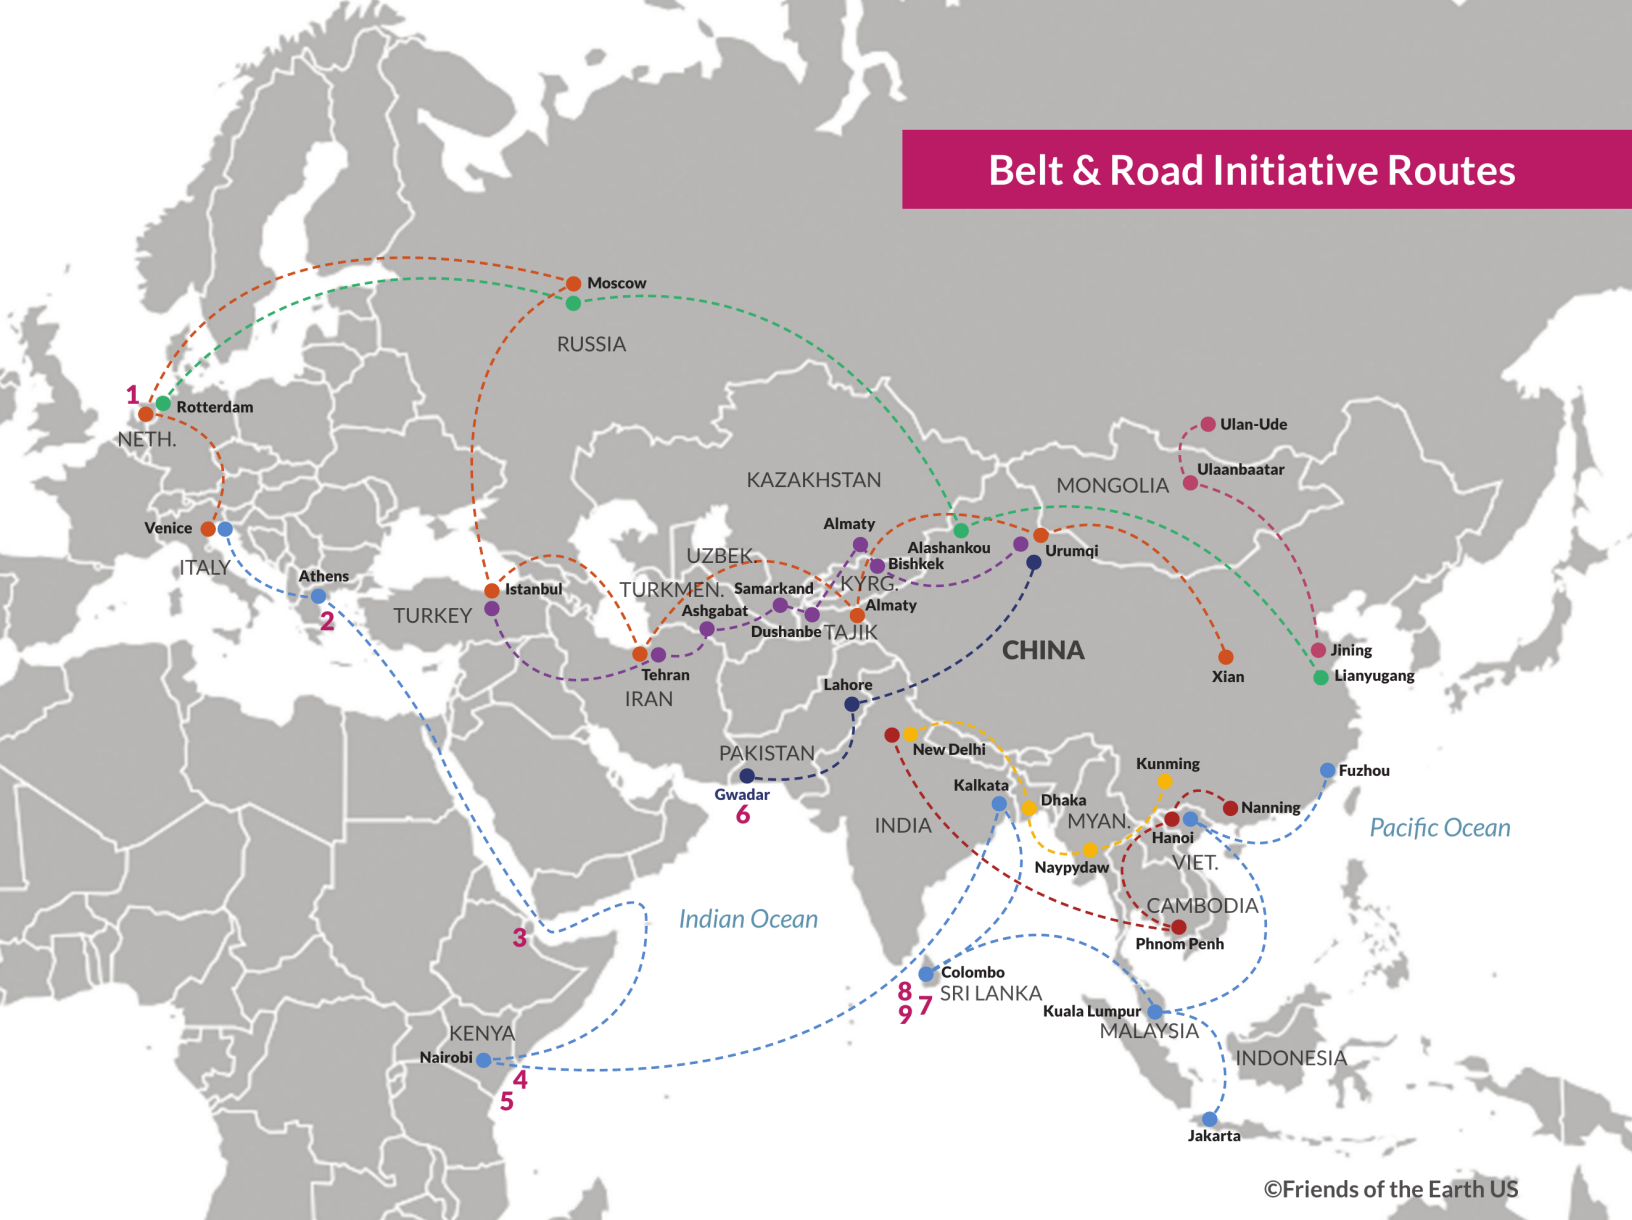 Belt & Road Initiative Routes
Moscow
RUSSIA
1
Rotterdam
NETH.
Ulan-Ude
Ulaanbaatar
MONGOLIA
KAZAKHSTAN
Venice
ITALY
Almaty
Alashankou
Urumqi
UZBEK.
Bishkek
KYRG.
Athens
2
Istanbul
TURKEY
TURKMEN.
Samarkand
Ashgabat
Almaty
Dushanbe
TAJIK
CHINA
Tehran
IRAN
Jining
Lianyugang
Xian
Lahore
PAKISTAN
New Delhi
Gwadar
6
Kunming
Fuzhou
Kalkata
Dhaka
Nanning
INDIA
MYAN.
Hanoi
Pacific Ocean
Naypydaw
VIET.
CAMBODIA
Indian Ocean
Phnom Penh
3
Colombo
SRI LANKA
8
7
9
Kuala Lumpur
MALAYSIA
KENYA
Nairobi
4
5
INDONESIA
Jakarta
©Friends of the Earth US